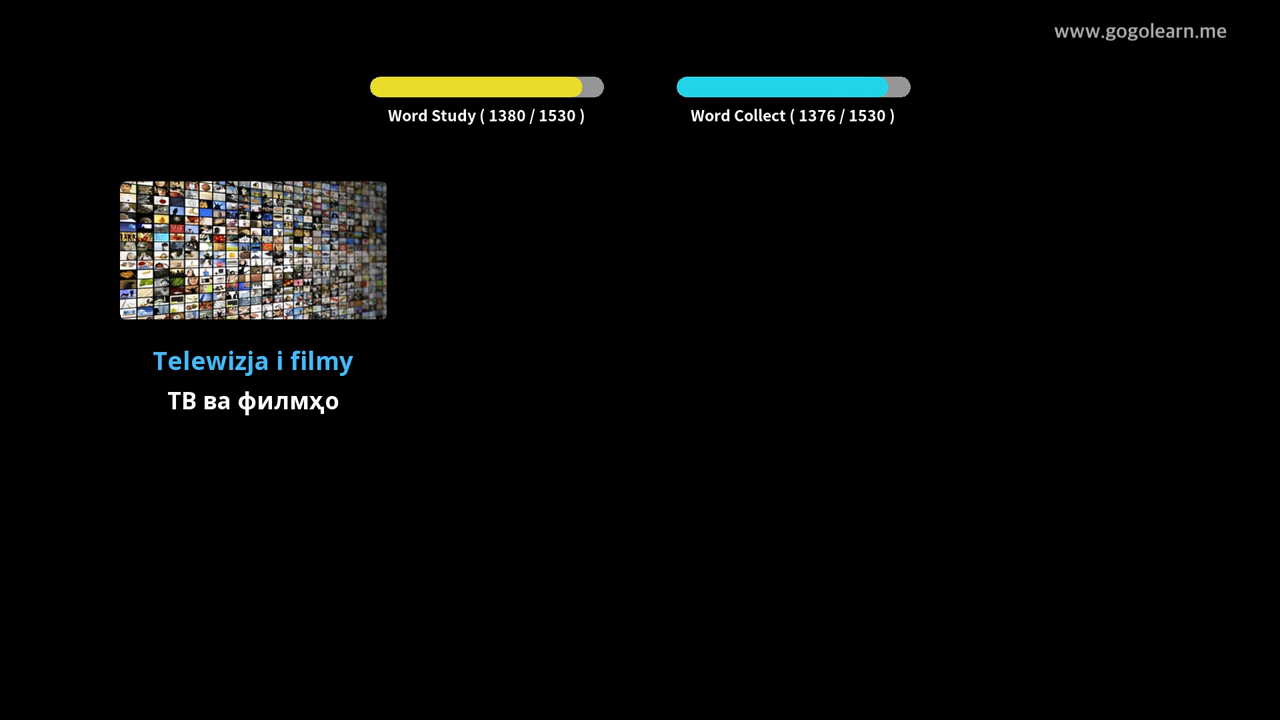 www.gogolearn.me
Word Study ( 1380 / 1530 )
Word Collect ( 1376 / 1530 )
Telewizja i filmy
ТВ ва филмҳо